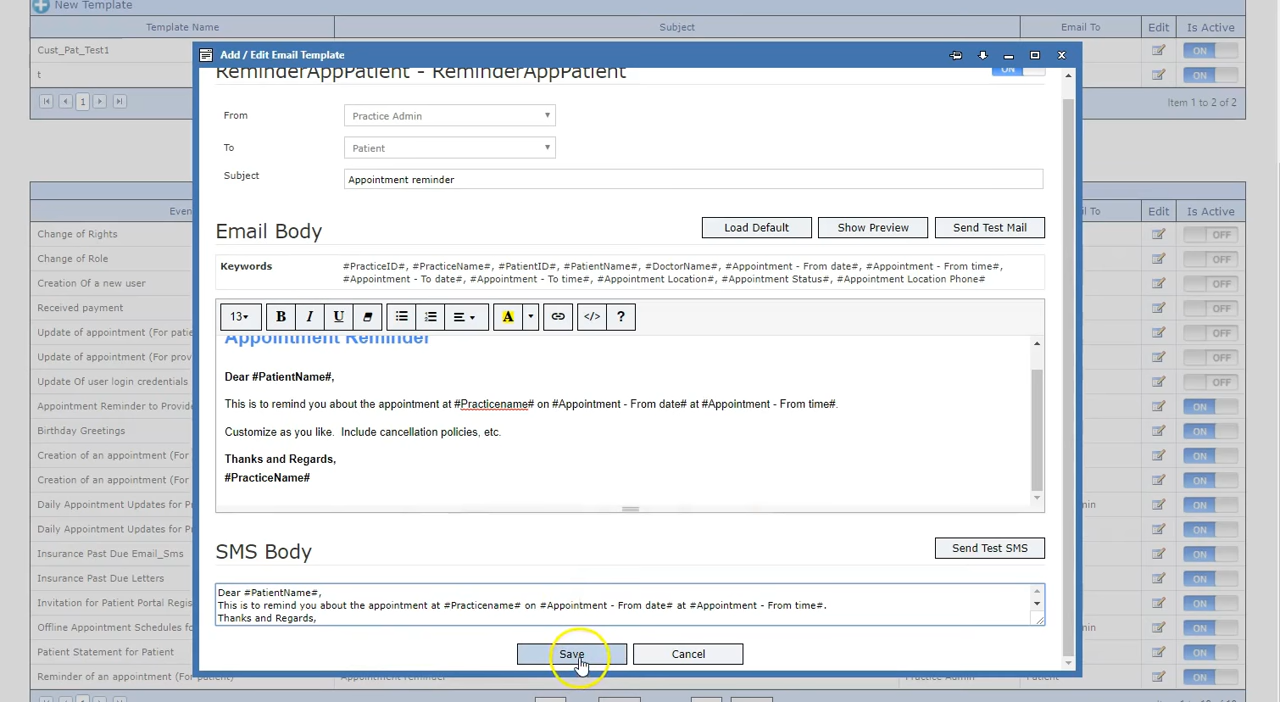 New Template
Template Name Subject Email To Edit Is Active
Cust_Pat_Test1 ON
t ON
1 Item 1 to 2 of 2
Add / Edit Email Template
ReminderAppPatient - ReminderAppPatient ON
From Practice Admin
To Patient
Subject Appointment reminder
Email Body Load Default Show Preview Send Test Mail
Keywords #PracticeID#, #PracticeName#, #PatientID#, #PatientName#, #DoctorName#, #Appointment - From date#, #Appointment - From time#,
#Appointment - To date#, #Appointment - To time#, #Appointment Location#, #Appointment Status#, #Appointment Location Phone#
13 B I U A </> ?
Appointment Reminder
Dear #PatientName#,
This is to remind you about the appointment at #Practicename# on #Appointment - From date# at #Appointment - From time#.
Customize as you like. Include cancellation policies, etc.
Thanks and Regards,
#PracticeName#
SMS Body Send Test SMS
Dear #PatientName#,
This is to remind you about the appointment at #Practicename# on #Appointment - From date# at #Appointment - From time#.
Thanks and Regards,
Save Cancel
Even il To Edit Is Active
Change of Rights OFF
Change of Role OFF
Creation Of a new user OFF
Received payment OFF
Update of appointment (For patie OFF
Update of appointment (For provi OFF
Update Of user login credentials OFF
Appointment Reminder to Provide ON
Birthday Greetings ON
Creation of an appointment (For ON
Creation of an appointment (For ON
Daily Appointment Updates for Pr min ON
Daily Appointment Updates for Pr ON
Insurance Past Due Email_Sms ON
Insurance Past Due Letters ON
Invitation for Patient Portal Regis ON
Offline Appointment Schedules fo min ON
Patient Statement for Patient ON
Reminder of an appointment (For patient) Appointment reminder Practice Admin Patient ON